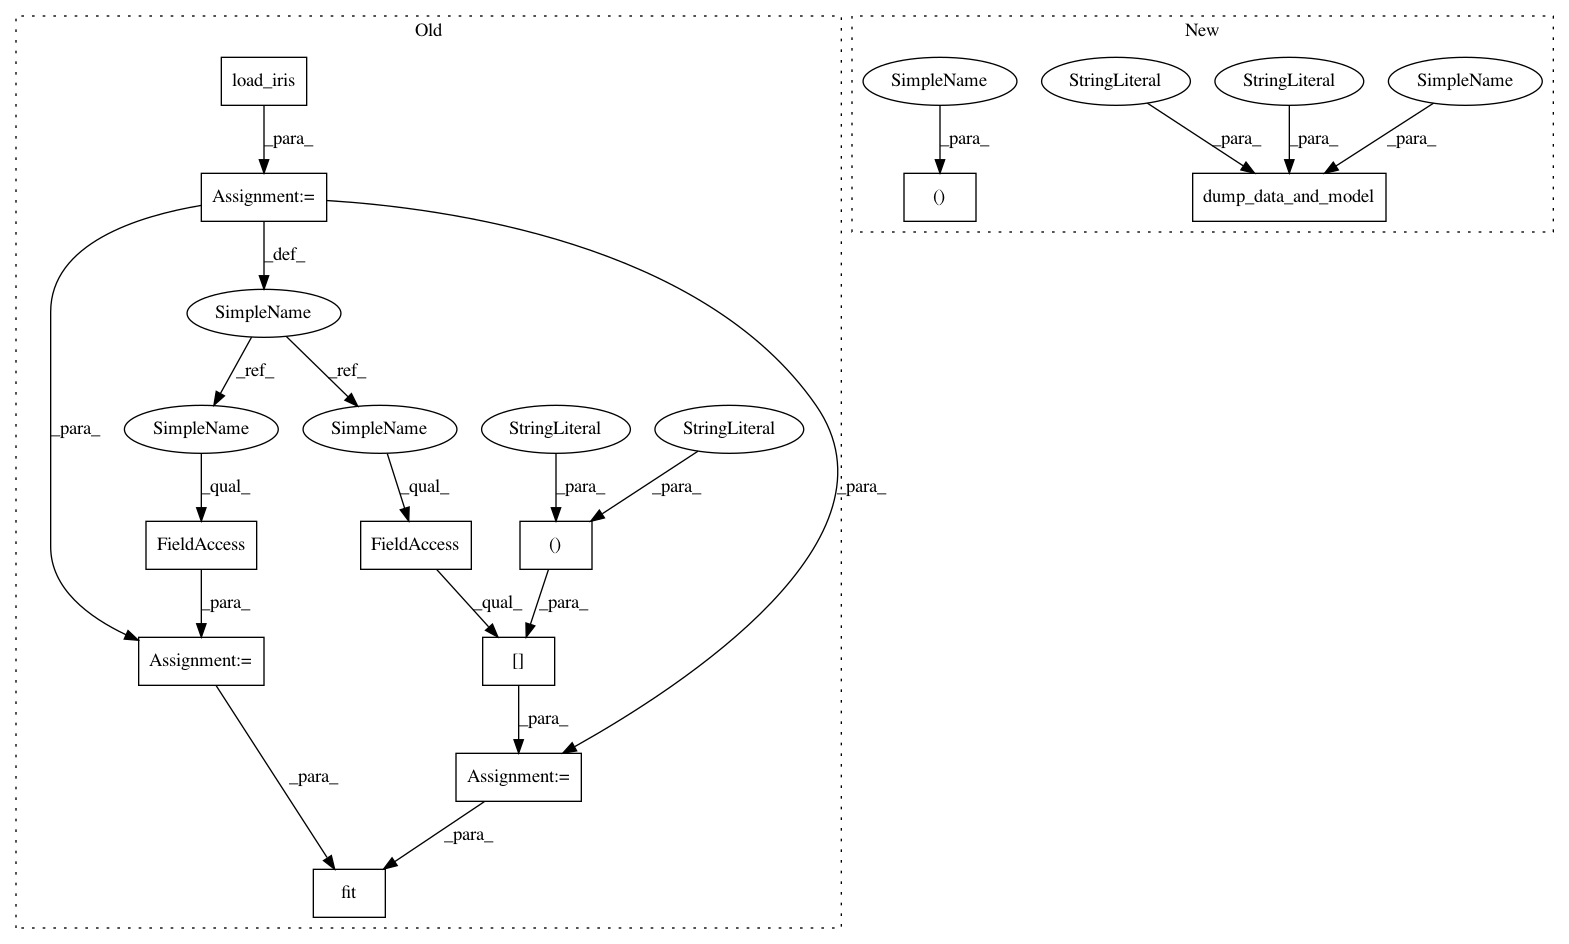 Old
New
load_iris
SimpleName
StringLiteral
StringLiteral
SimpleName
_para_
_para_
_para_
_para_
_para_
Assignment:=
()
dump_data_and_model
_def_
SimpleName
_ref_
_ref_
_para_
SimpleName
SimpleName
StringLiteral
StringLiteral
_qual_
_qual_
_para_
_para_
_para_
FieldAccess
FieldAccess
()
_para_
_qual_
_para_
Assignment:=
[]
_para_
_para_
Assignment:=
_para_
fit